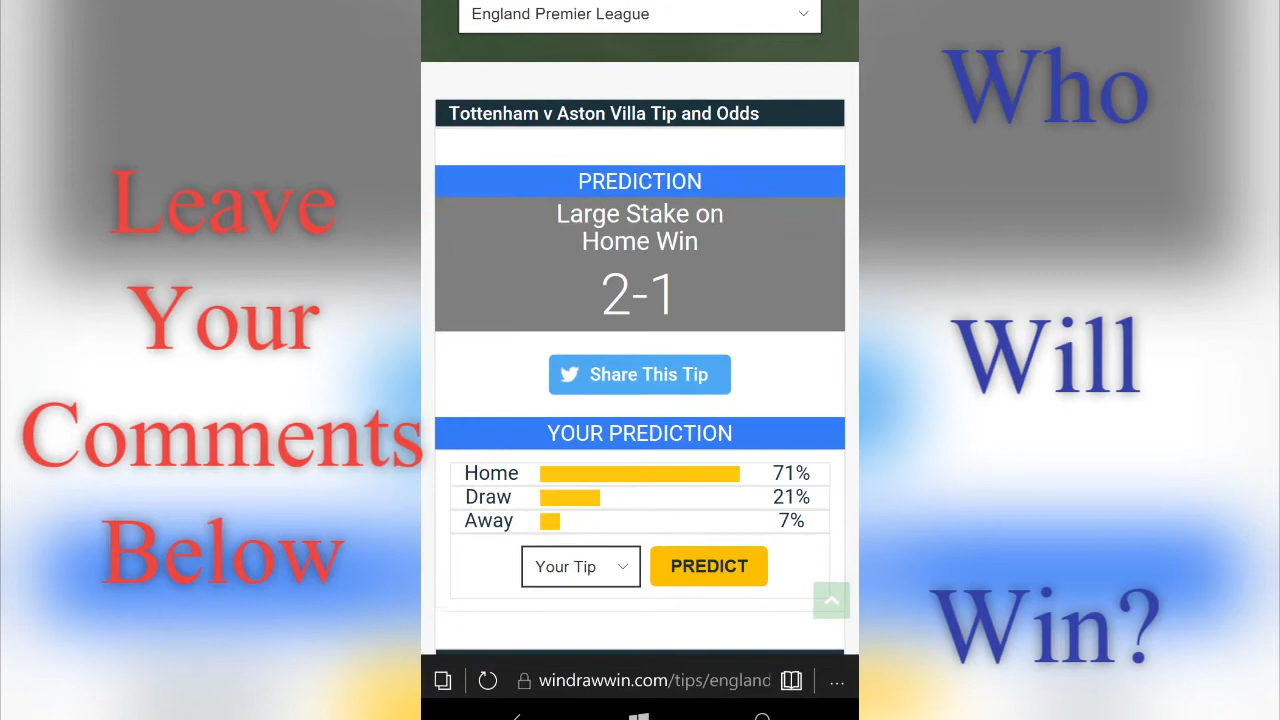 England Premier League
Tottenham v Aston Villa Tip and Odds
PREDICTION
Large Stake on
Home Win
2-1
Share This Tip
YOUR PREDICTION
Home 71%
Draw 21%
Away 7%
Your Tip PREDICT
windrawwin.com/tips/england
Leave
Your
Comments
Below
Who
Will
Win?